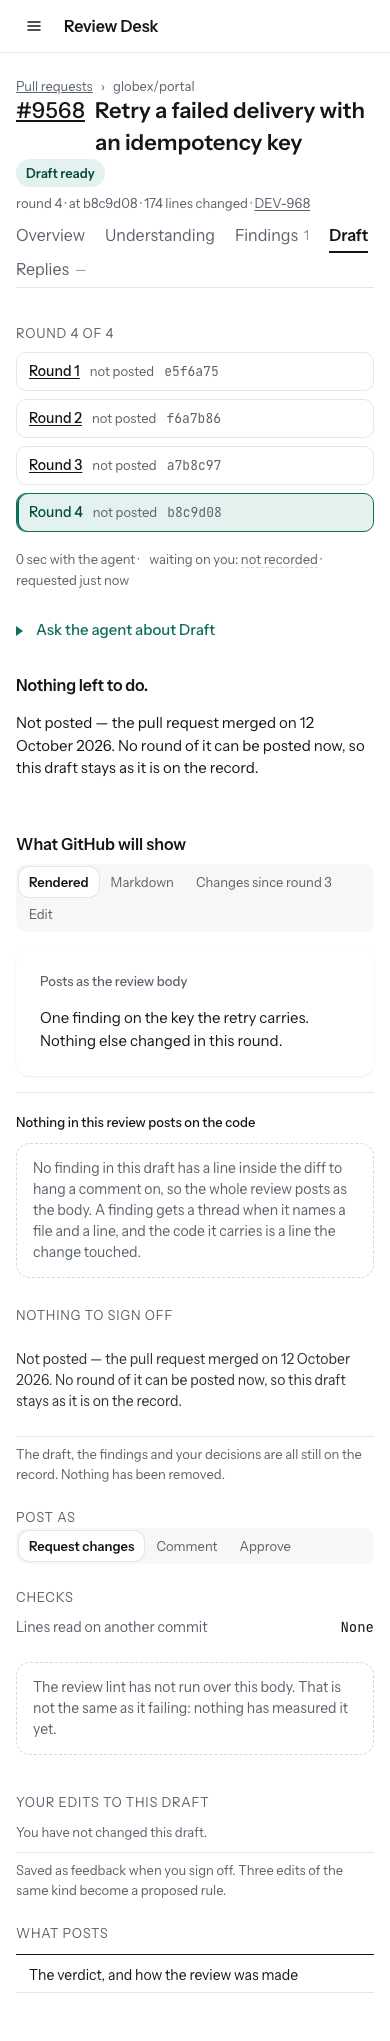 Review Desk
Pull requests › globex/portal
#9568 Retry a failed delivery with
an idempotency key
Draft ready
round 4 · at b8c9d08 · 174 lines changed · DEV-968
Overview Understanding Findings 1 Draft
Replies —
ROUND 4 OF 4
Round 1 not posted e5f6a75
Round 2 not posted f6a7b86
Round 3 not posted a7b8c97
Round 4 not posted b8c9d08
0 sec with the agent · waiting on you: not recorded ·
requested just now
Ask the agent about Draft
Nothing left to do.
Not posted — the pull request merged on 12
October 2026. No round of it can be posted now, so
this draft stays as it is on the record.
What GitHub will show
Rendered Markdown Changes since round 3
Edit
Posts as the review body
One finding on the key the retry carries.
Nothing else changed in this round.
Nothing in this review posts on the code
No finding in this draft has a line inside the diff to
hang a comment on, so the whole review posts as
the body. A finding gets a thread when it names a
file and a line, and the code it carries is a line the
change touched.
NOTHING TO SIGN OFF
Not posted — the pull request merged on 12 October
2026. No round of it can be posted now, so this draft
stays as it is on the record.
The draft, the findings and your decisions are all still on the
record. Nothing has been removed.
POST AS
Request changes Comment Approve
CHECKS
Lines read on another commit None
The review lint has not run over this body. That is
not the same as it failing: nothing has measured it
yet.
YOUR EDITS TO THIS DRAFT
You have not changed this draft.
Saved as feedback when you sign off. Three edits of the
same kind become a proposed rule.
WHAT POSTS
The verdict, and how the review was made